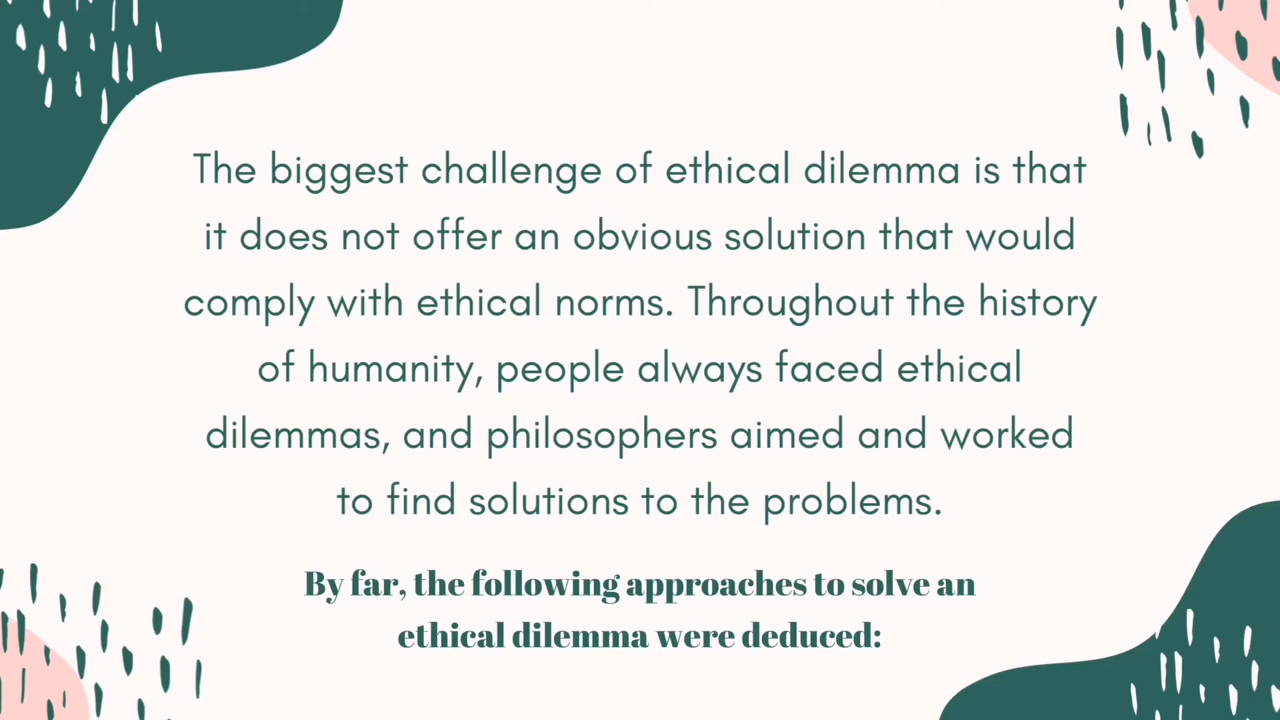 The biggest challenge of ethical dilemma is that
it does not offer an obvious solution that would
comply with ethical norms. Throughout the history
of humanity, people always faced ethical
dilemmas, and philosophers aimed and worked
to find solutions to the problems.
By far, the following approaches to solve an
ethical dilemma were deduced: